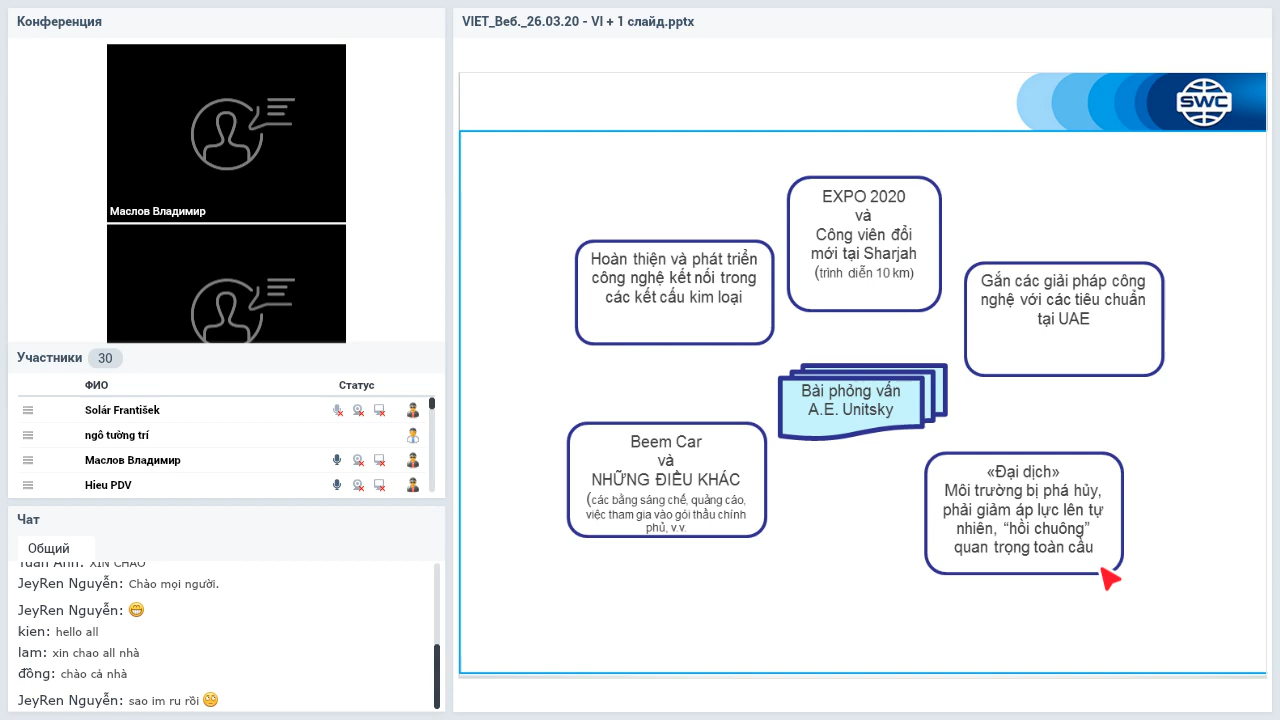 Конференция
Маслов Владимир
Участники 30
ФИО Статус
Solár František
ngô tường trí
Маслов Владимир
Hieu PDV
Чат
Общий
Tuấn Anh: XIN CHÀO
JeyRen Nguyễn: Chào mọi người.
JeyRen Nguyễn:
kien: hello all
lam: xin chao all nhà
đồng: chào cả nhà
JeyRen Nguyễn: sao im ru rồi
VIET_Веб._26.03.20 - VI + 1 слайд.pptx
SWC
EXPO 2020
và
Công viên đổi
mới tại Sharjah
(trình diễn 10 km)
Hoàn thiện và phát triển
công nghệ kết nối trong
các kết cấu kim loại
Gắn các giải pháp công
nghệ với các tiêu chuẩn
tại UAE
Bài phỏng vấn
A.E. Unitsky
Beem Car
và
NHỮNG ĐIỀU KHÁC
(các bằng sáng chế, quảng cáo,
việc tham gia vào gói thầu chính
phủ, v.v.
«Đại dịch»
Môi trường bị phá hủy,
phải giảm áp lực lên tự
nhiên, “hồi chuông”
quan trọng toàn cầu